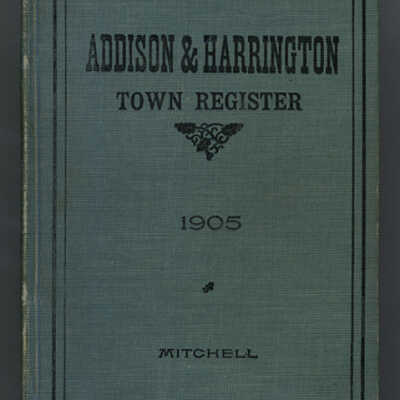 ADDISON & HARRINGTON
TOWN REGISTER
1905
MITCHELL